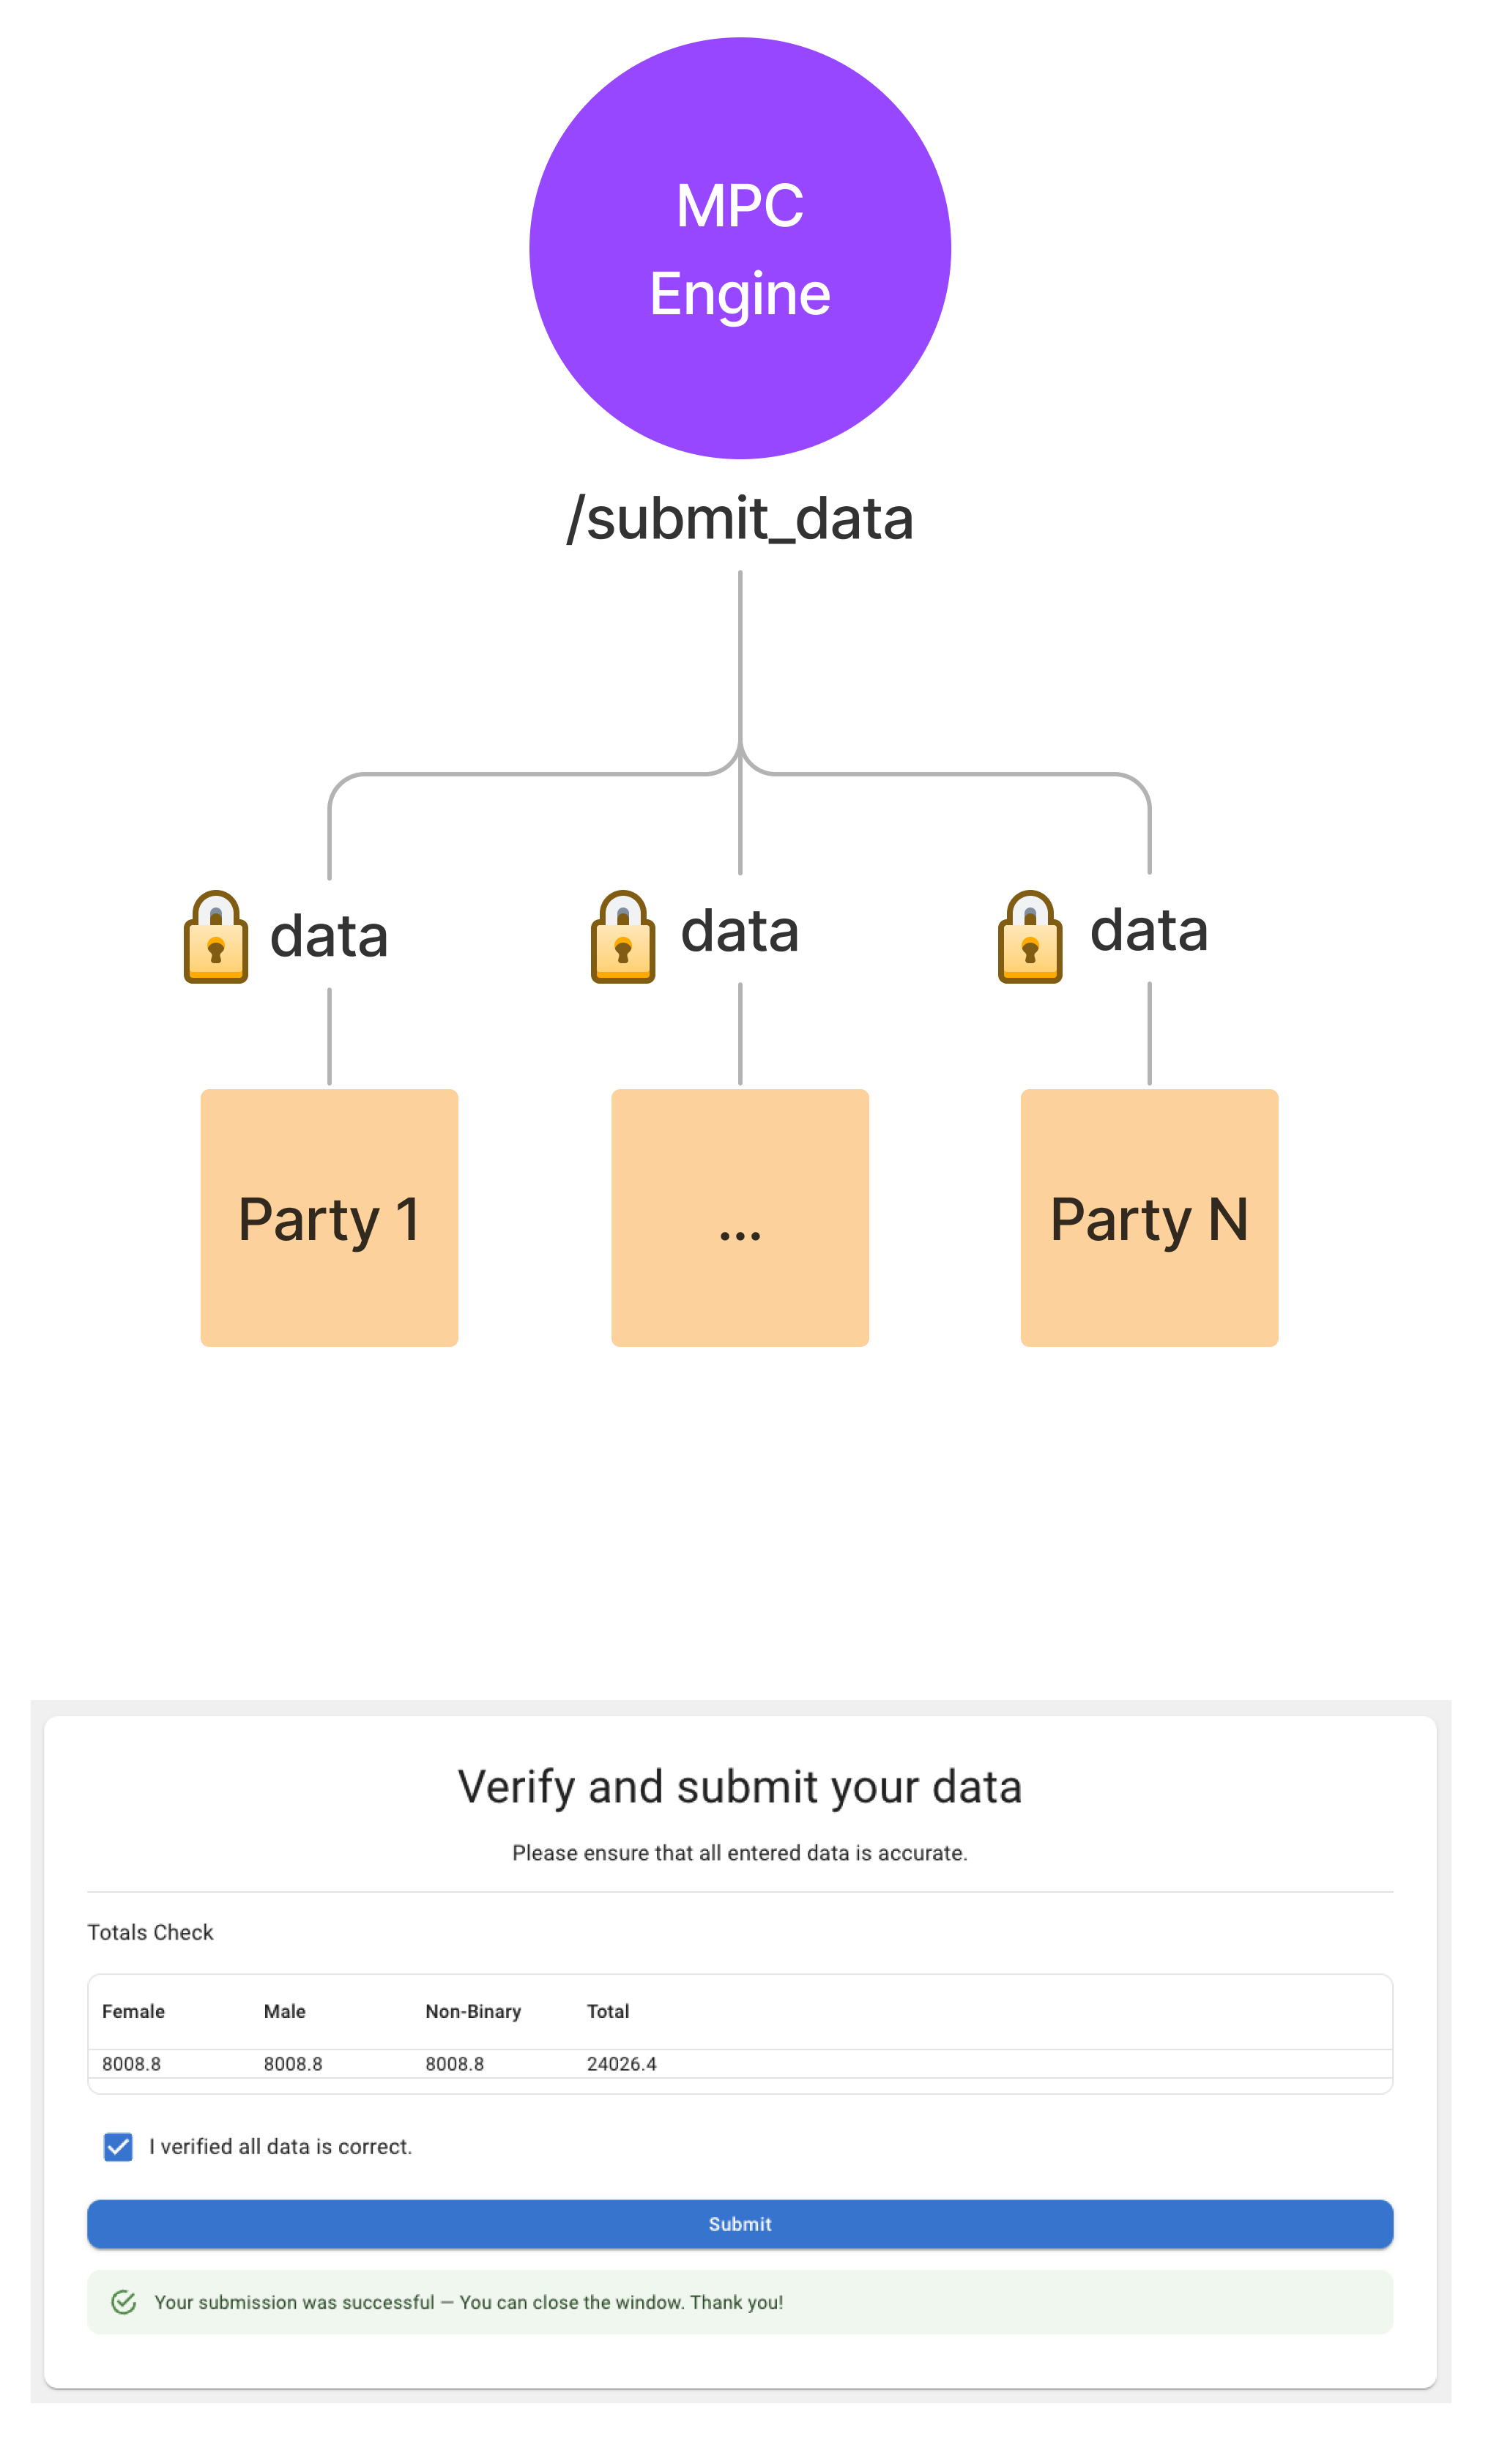 MPC
Engine
/submit_data
data
data
data
Party 1
...
Party N
Verify and submit your data
Please ensure that all entered data is accurate.
Totals Check
Female Male Non-Binary Total
8008.8 8008.8 8008.8 24026.4
I verified all data is correct.
Submit
Your submission was successful — You can close the window. Thank you!